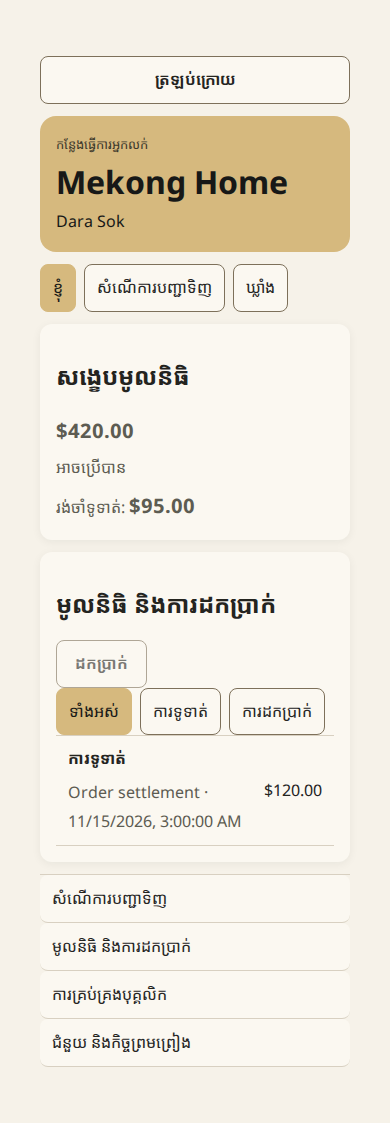 ត្រឡប់ក្រោយ
កន្លែងធ្វើការអ្នកលក់
Mekong Home
Dara Sok
ខ្ញុំ
សំណើការបញ្ជាទិញ
ឃ្លាំង
សង្ខេបមូលនិធិ
$420.00
អាចប្រើបាន
រង់ចាំទូទាត់: $95.00
មូលនិធិ និងការដកប្រាក់
ដកប្រាក់
ទាំងអស់
ការទូទាត់
ការដកប្រាក់
ការទូទាត់
Order settlement ·
$120.00
11/15/2026, 3:00:00 AM
សំណើការបញ្ជាទិញ
មូលនិធិ និងការដកប្រាក់
ការគ្រប់គ្រងបុគ្គលិក
ជំនួយ និងកិច្ចព្រមព្រៀង